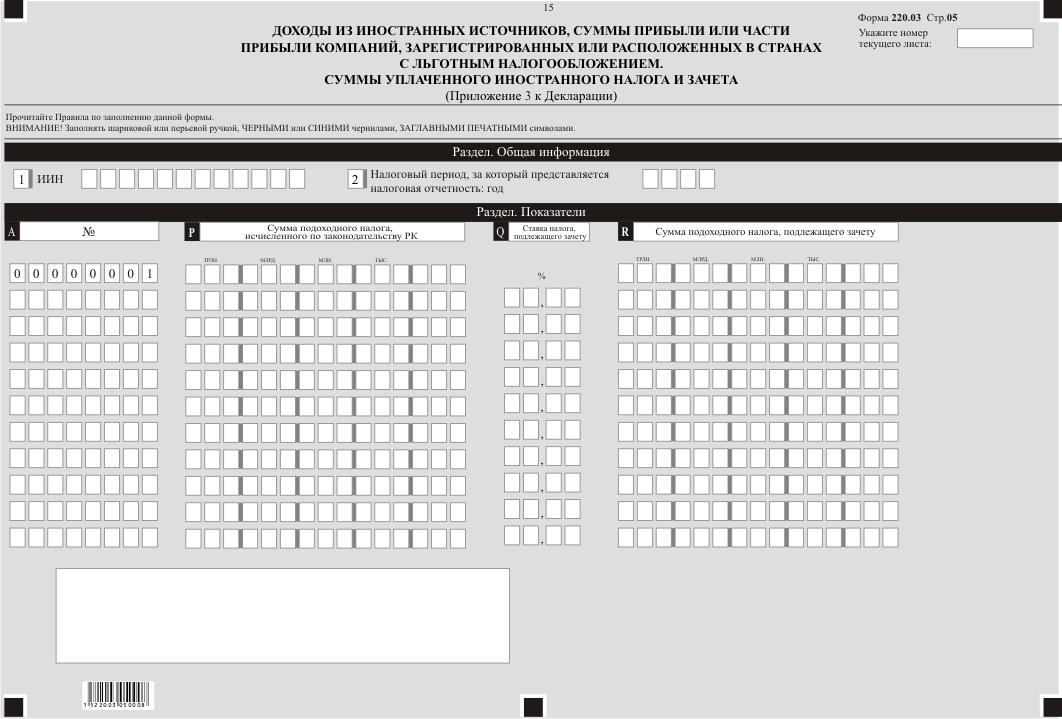 15
Форма 220.03 Стр.05
ДОХОДЫ ИЗ ИНОСТРАННЫХ ИСТОЧНИКОВ, СУММЫ ПРИБЫЛИ ИЛИ ЧАСТИ
ПРИБЫЛИ КОМПАНИЙ, ЗАРЕГИСТРИРОВАННЫХ ИЛИ РАСПОЛОЖЕННЫХ В СТРАНАХ
С ЛЬГОТНЫМ НАЛОГООБЛОЖЕНИЕМ.
СУММЫ УПЛАЧЕННОГО ИНОСТРАННОГО НАЛОГА И ЗАЧЕТА
(Приложение 3 к Декларации)
Укажите номер
текущего листа:
Прочитайте Правила по заполнению данной формы.
ВНИМАНИЕ! Заполнять шариковой или перьевой ручкой, ЧЕРНЫМИ или СИНИМИ чернилами, ЗАГЛАВНЫМИ ПЕЧАТНЫМИ символами.
Раздел. Общая информация
1 ИИН
2 Налоговый период, за который представляется
налоговая отчетность: год
Раздел. Показатели
A №
P Сумма подоходного налога,
исчисленного по законодательству РК
Q Ставка налога,
подлежащего зачету
R Сумма подоходного налога, подлежащего зачету
ТРЛН. МЛРД. МЛН. ТЫС.
%
ТРЛН. МЛРД. МЛН. ТЫС.
0 0 0 0 0 0 0 1
,
,
,
,
,
,
,
,
,
,
1 522003 050008